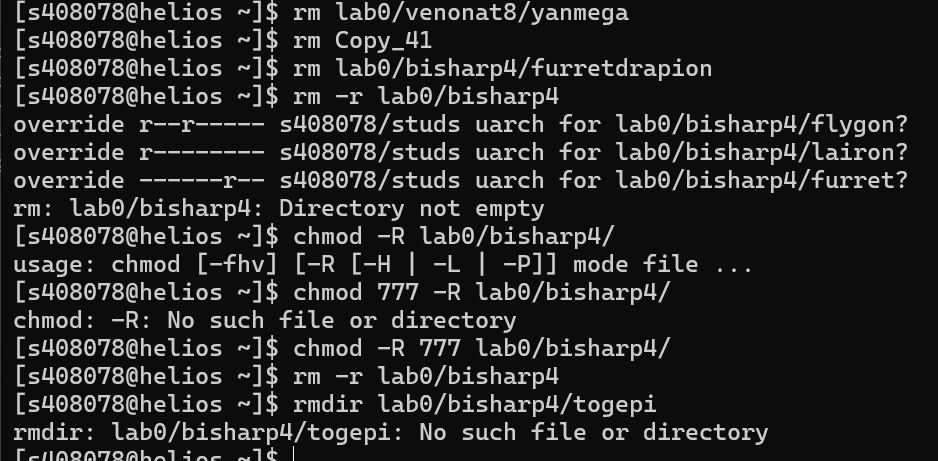 [s408078@helios ~]$ rm lab0/venonat8/yanmega
[s408078@helios ~]$ rm Copy_41
[s408078@helios ~]$ rm lab0/bisharp4/furretdrapion
[s408078@helios ~]$ rm -r lab0/bisharp4
override r--r----- s408078/studs uarch for lab0/bisharp4/flygon?
override r-------- s408078/studs uarch for lab0/bisharp4/lairon?
override ------r-- s408078/studs uarch for lab0/bisharp4/furret?
rm: lab0/bisharp4: Directory not empty
[s408078@helios ~]$ chmod -R lab0/bisharp4/
usage: chmod [-fhv] [-R [-H | -L | -P]] mode file ...
[s408078@helios ~]$ chmod 777 -R lab0/bisharp4/
chmod: -R: No such file or directory
[s408078@helios ~]$ chmod -R 777 lab0/bisharp4/
[s408078@helios ~]$ rm -r lab0/bisharp4
[s408078@helios ~]$ rmdir lab0/bisharp4/togepi
rmdir: lab0/bisharp4/togepi: No such file or directory
[s408078@helios ~]$